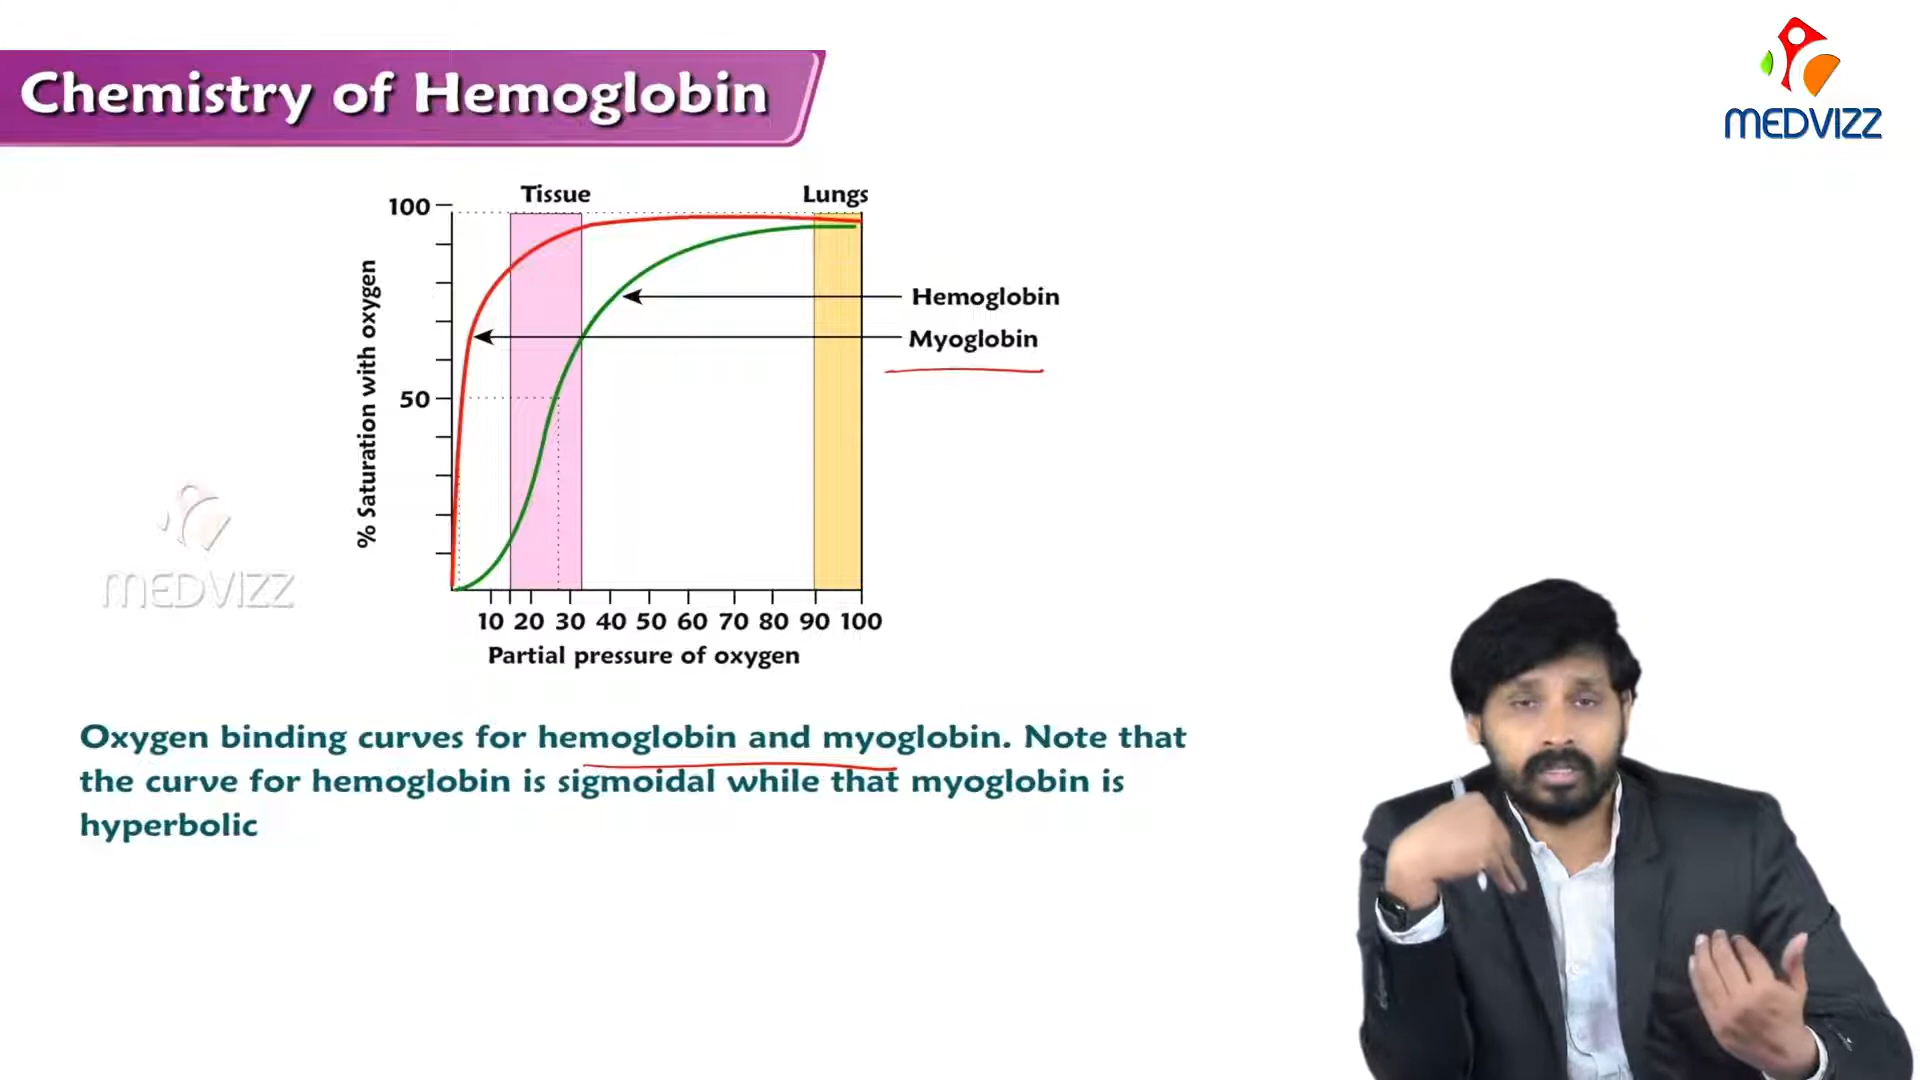 Chemistry of Hemoglobin
MEDVIZZ
Tissue
Lungs
100
50
% Saturation with oxygen
Hemoglobin
Myoglobin
10 20 30 40 50 60 70 80 90 100
Partial pressure of oxygen
MEDVIZZ
Oxygen binding curves for hemoglobin and myoglobin. Note that
the curve for hemoglobin is sigmoidal while that myoglobin is
hyperbolic